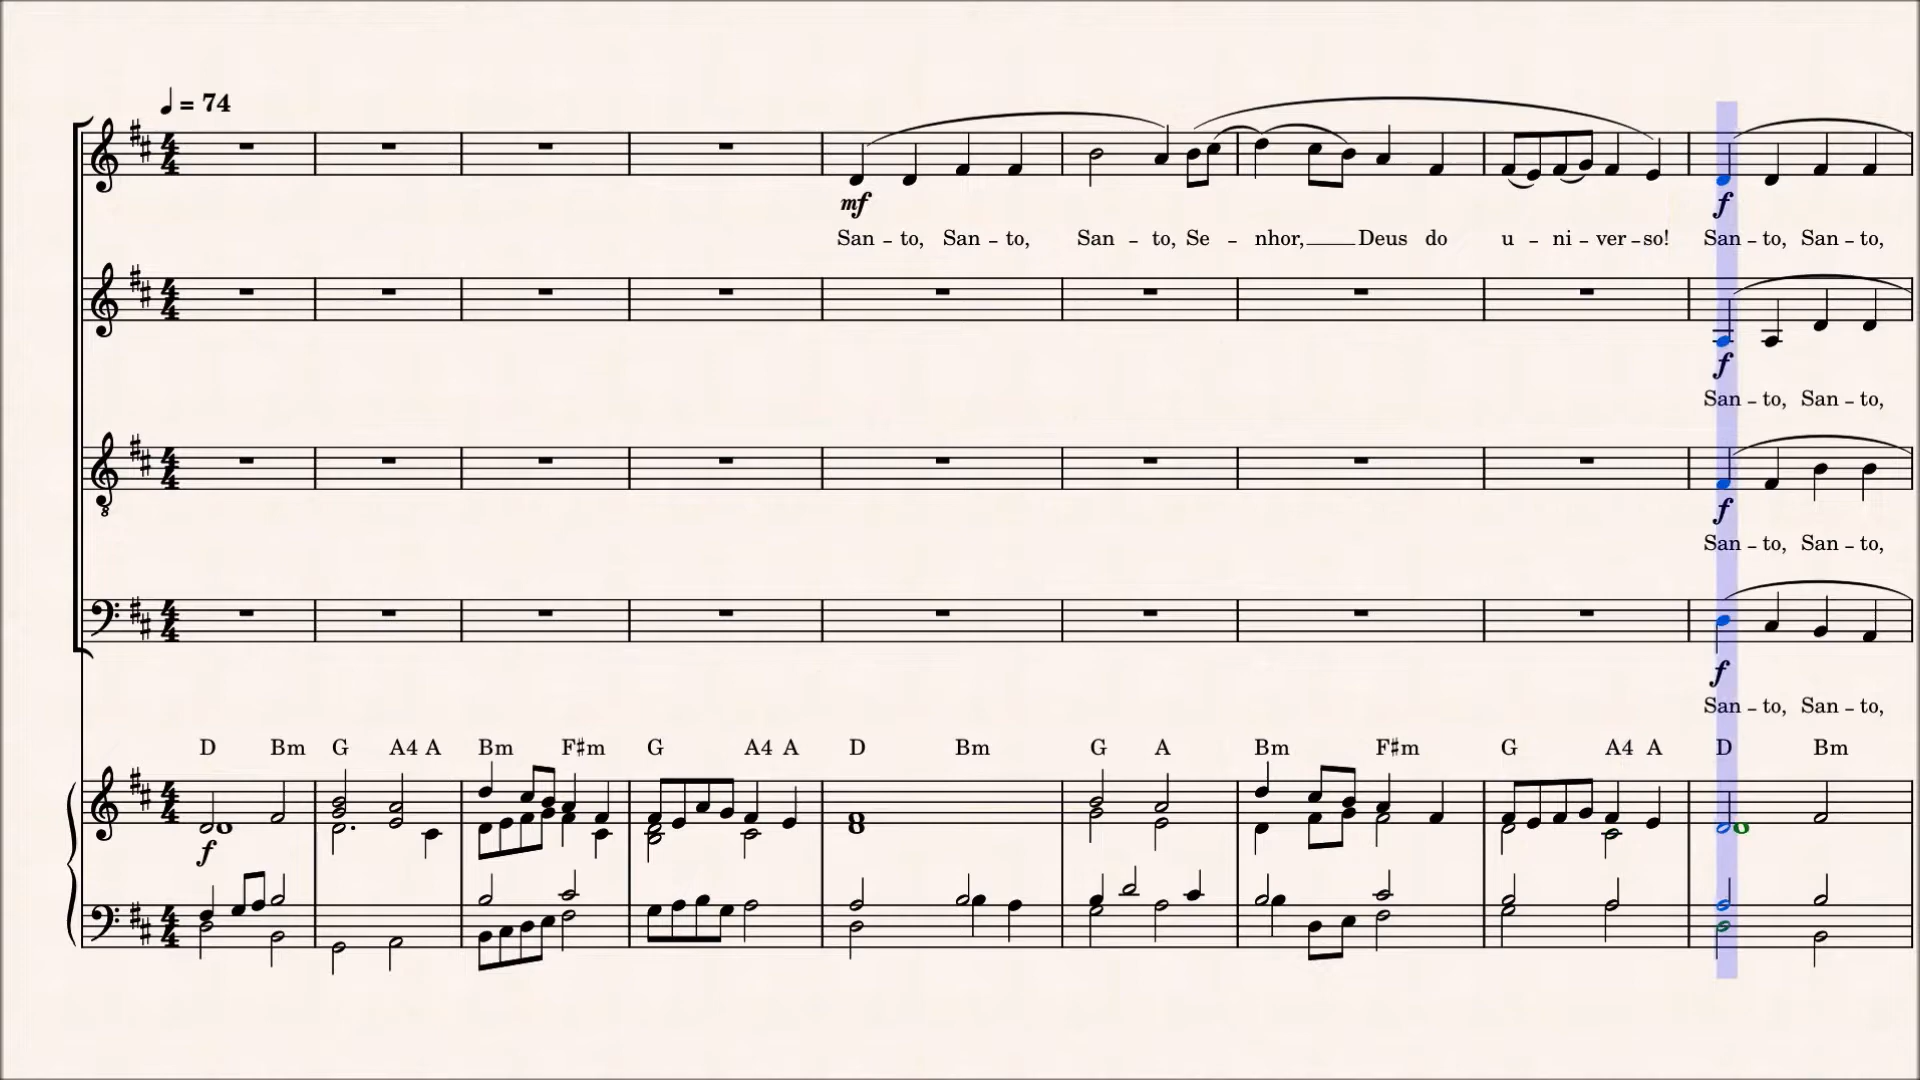 ♩ = 74
mf
f
San – to, San – to, San – to, Se – nhor, Deus do u – ni – ver – so! San – to, San – to,
f
San – to, San – to,
f
San – to, San – to,
f
San – to, San – to,
D Bm G A4 A Bm F♯m G A4 A D Bm G A Bm F♯m G A4 A D Bm
f